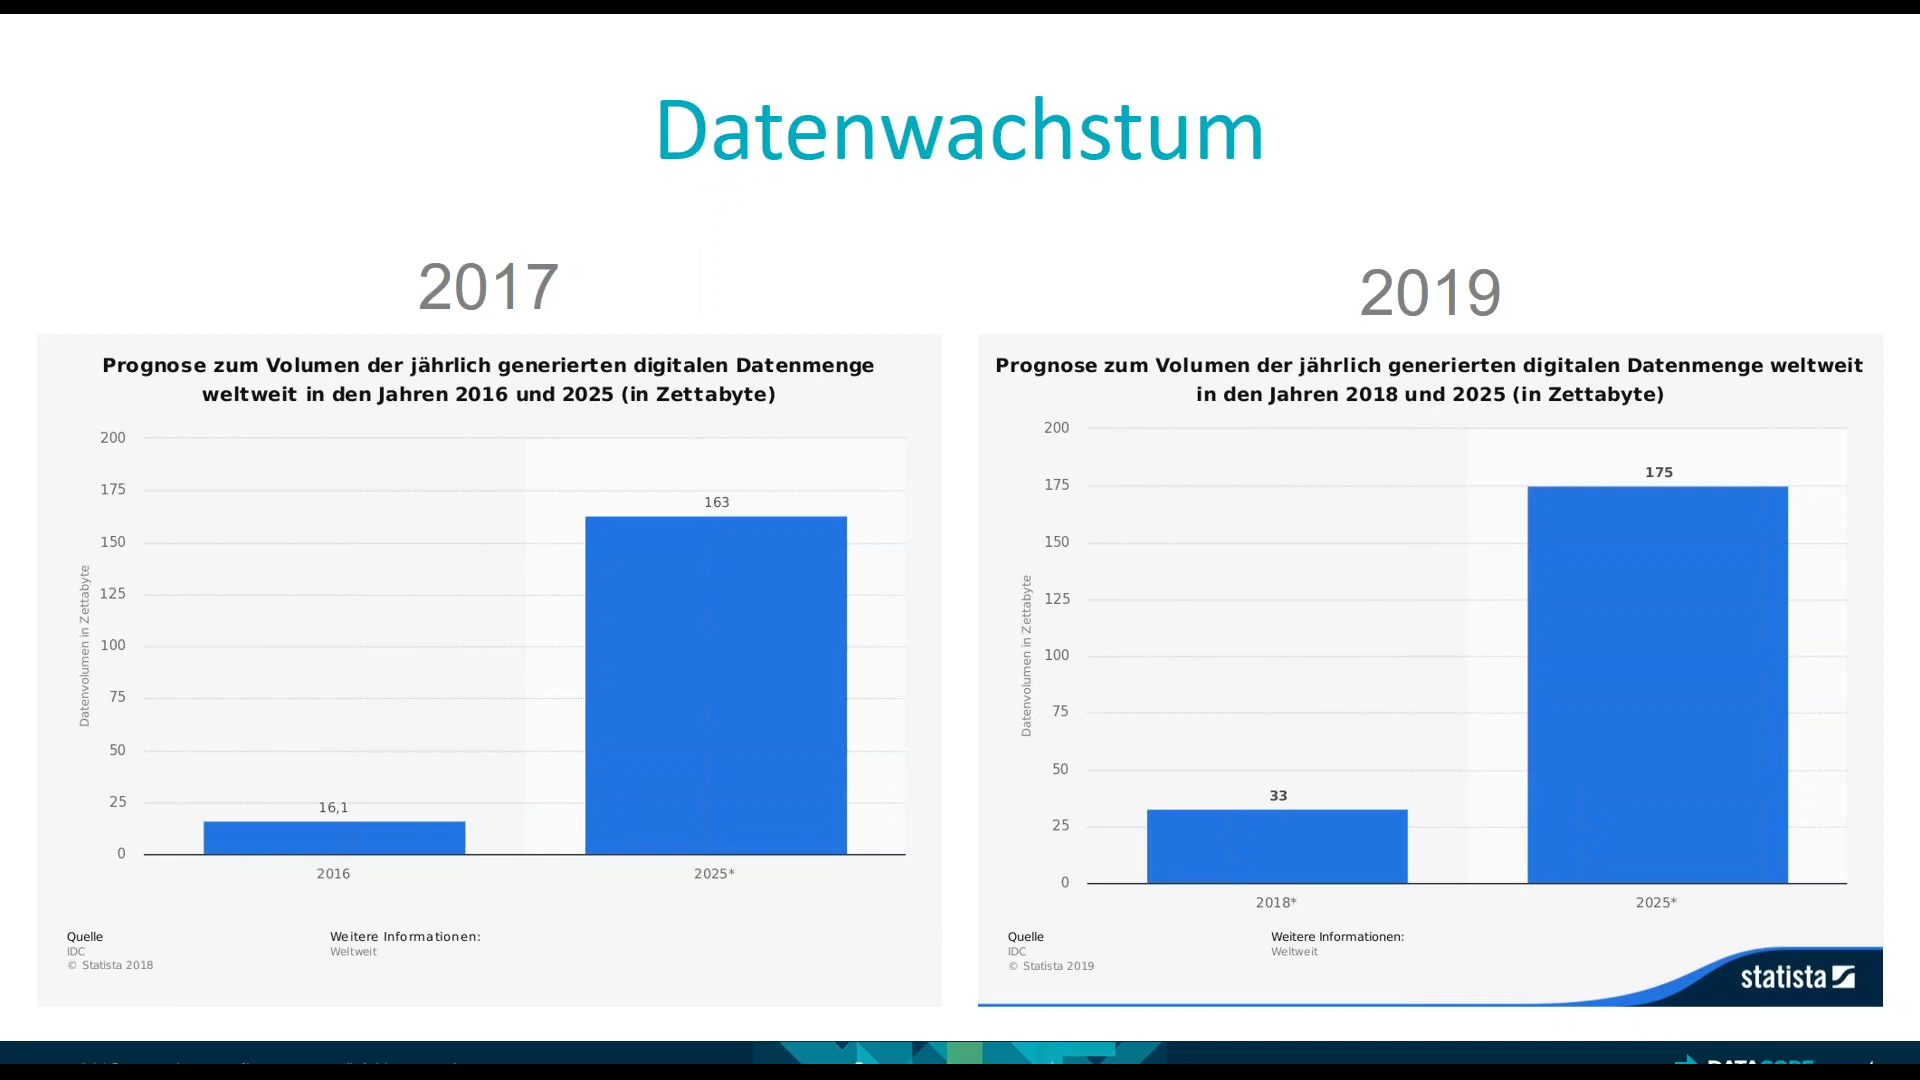 Datenwachstum
2017
Prognose zum Volumen der jährlich generierten digitalen Datenmenge
weltweit in den Jahren 2016 und 2025 (in Zettabyte)
Datenvolumen in Zettabyte
200
175
150
125
100
75
50
25
0
16,1
163
2016
2025*
Quelle
IDC
© Statista 2018
Weitere Informationen:
Weltweit
2019
Prognose zum Volumen der jährlich generierten digitalen Datenmenge weltweit
in den Jahren 2018 und 2025 (in Zettabyte)
Datenvolumen in Zettabyte
200
175
150
125
100
75
50
25
0
33
175
2018*
2025*
Quelle
IDC
© Statista 2019
Weitere Informationen:
Weltweit
statista
DATACORE